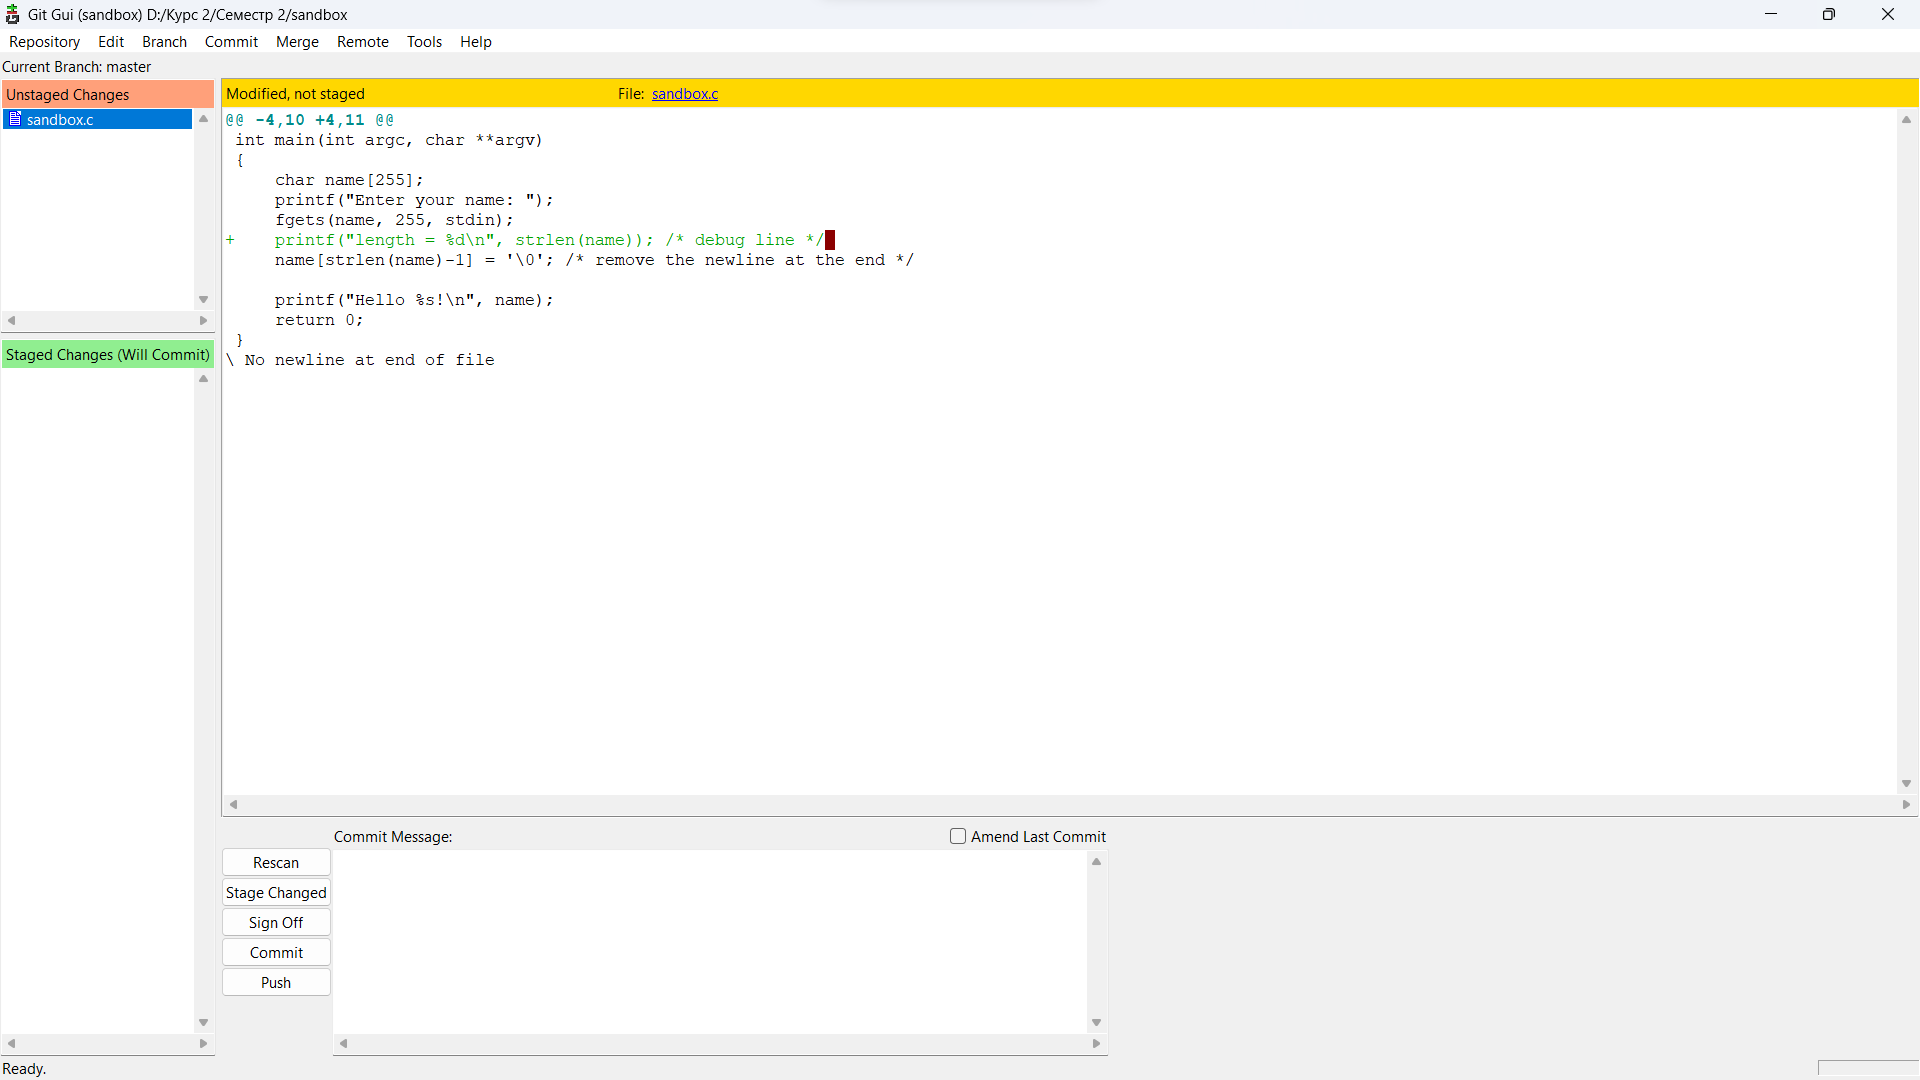 Git Gui (sandbox) D:/Курс 2/Семестр 2/sandbox
Repository Edit Branch Commit Merge Remote Tools Help
Current Branch: master
Unstaged Changes
sandbox.c
Staged Changes (Will Commit)
Modified, not staged File: sandbox.c
@@ -4,10 +4,11 @@
 int main(int argc, char **argv)
 {
     char name[255];
     printf("Enter your name: ");
     fgets(name, 255, stdin);
+    printf("length = %d\n", strlen(name)); /* debug line */
     name[strlen(name)-1] = '\0'; /* remove the newline at the end */
     printf("Hello %s!\n", name);
     return 0;
 }
\ No newline at end of file
Commit Message: Amend Last Commit
Rescan
Stage Changed
Sign Off
Commit
Push
Ready.